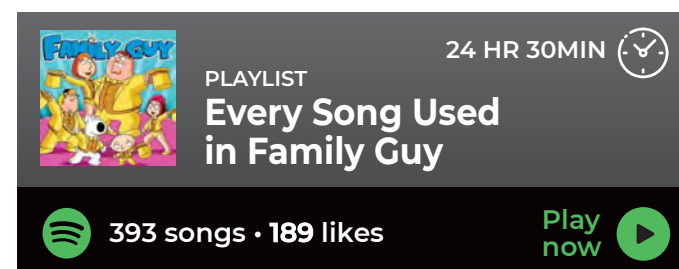 FAMILY GUY
24 HR 30MIN
PLAYLIST
Every Song Used
in Family Guy
393 songs • 189 likes
Play
now